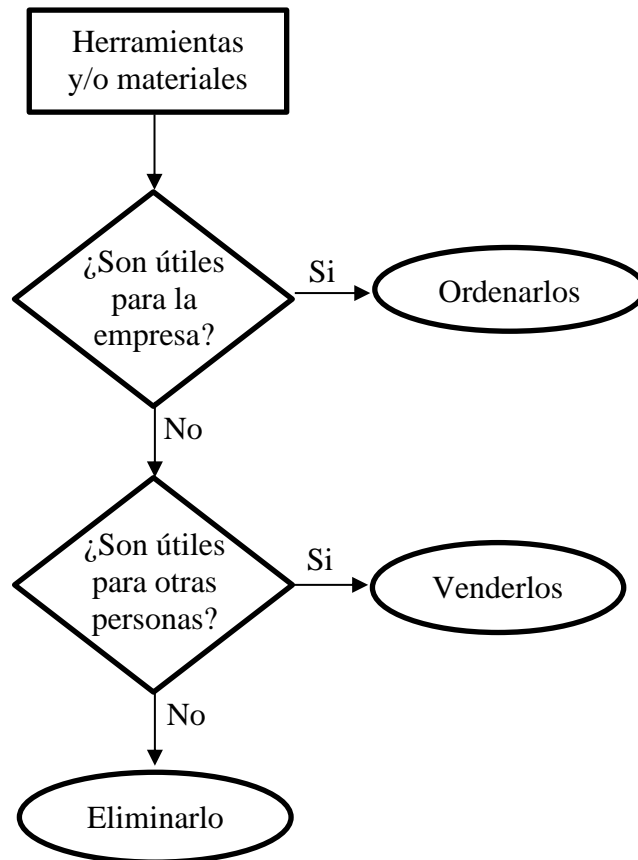 Herramientas
y/o materiales
¿Son útiles
para la
empresa?
Si
Ordenarlos
No
¿Son útiles
para otras
personas?
Si
Venderlos
No
Eliminarlo